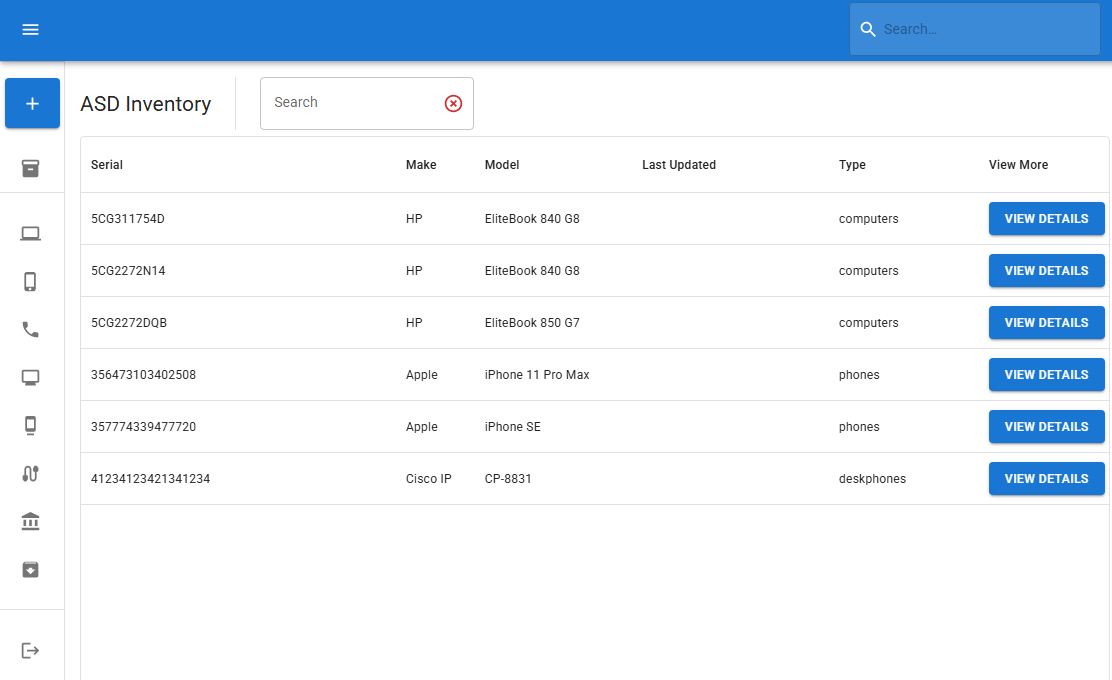 Search…
ASD Inventory
Search
Serial Make Model Last Updated Type View More
5CG311754D HP EliteBook 840 G8 computers VIEW DETAILS
5CG2272N14 HP EliteBook 840 G8 computers VIEW DETAILS
5CG2272DQB HP EliteBook 850 G7 computers VIEW DETAILS
356473103402508 Apple iPhone 11 Pro Max phones VIEW DETAILS
357774339477720 Apple iPhone SE phones VIEW DETAILS
41234123421341234 Cisco IP CP-8831 deskphones VIEW DETAILS